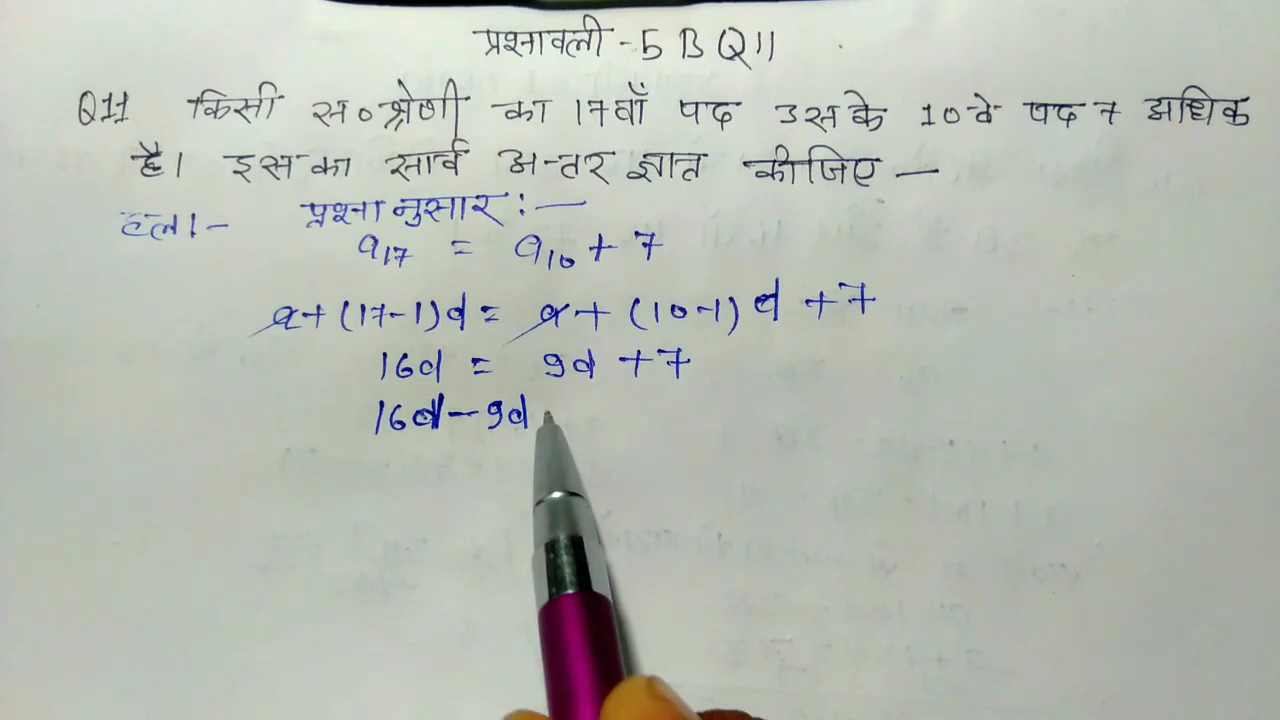 प्रश्नावली - 5 B Q11
Q11 किसी स० श्रेणी का 17वाँ पद उसके 10वे पद 7 अधिक
है। इसका सार्व अन्तर ज्ञात कीजिए —
हल।- प्रश्नानुसार : —
a17 = a10 + 7
a + (17-1)d = a + (10-1) d + 7
16d = 9d + 7
16d - 9d